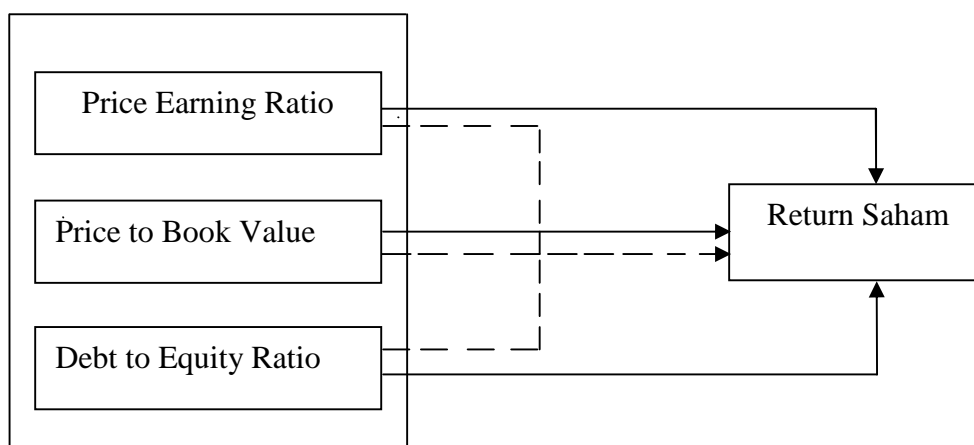 Price Earning Ratio
Price to Book Value
Return Saham
Debt to Equity Ratio